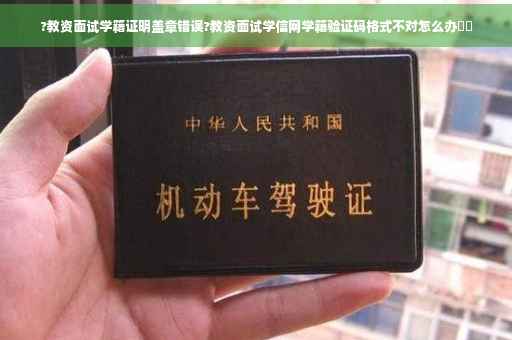 ?教资面试学藉证明盖章错误?教资面试学信网学藉验证码格式不对怎么办
中华人民共和国
机动车驾驶证